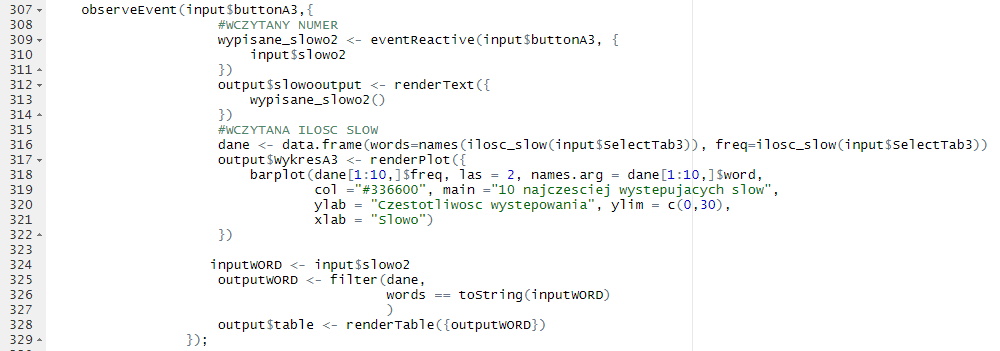 307 observeEvent(input$buttonA3,{
308 #WCZYTANY NUMER
309 wypisane_slowo2 <- eventReactive(input$buttonA3, {
310 input$slowo2
311 })
312 output$slowooutput <- renderText({
313 wypisane_slowo2()
314 })
315 #WCZYTANA ILOSC SLOW
316 dane <- data.frame(words=names(ilosc_slow(input$SelectTab3)), freq=ilosc_slow(input$SelectTab3))
317 output$WykresA3 <- renderPlot({
318 barplot(dane[1:10,]$freq, las = 2, names.arg = dane[1:10,]$word,
319 col ="#336600", main ="10 najczesciej wystepujacych slow",
320 ylab = "Czestotliwosc wystepowania", ylim = c(0,30),
321 xlab = "Slowo")
322 })
323
324 inputWORD <- input$slowo2
325 outputWORD <- filter(dane,
326 words == toString(inputWORD)
327 )
328 output$table <- renderTable({outputWORD})
329 });